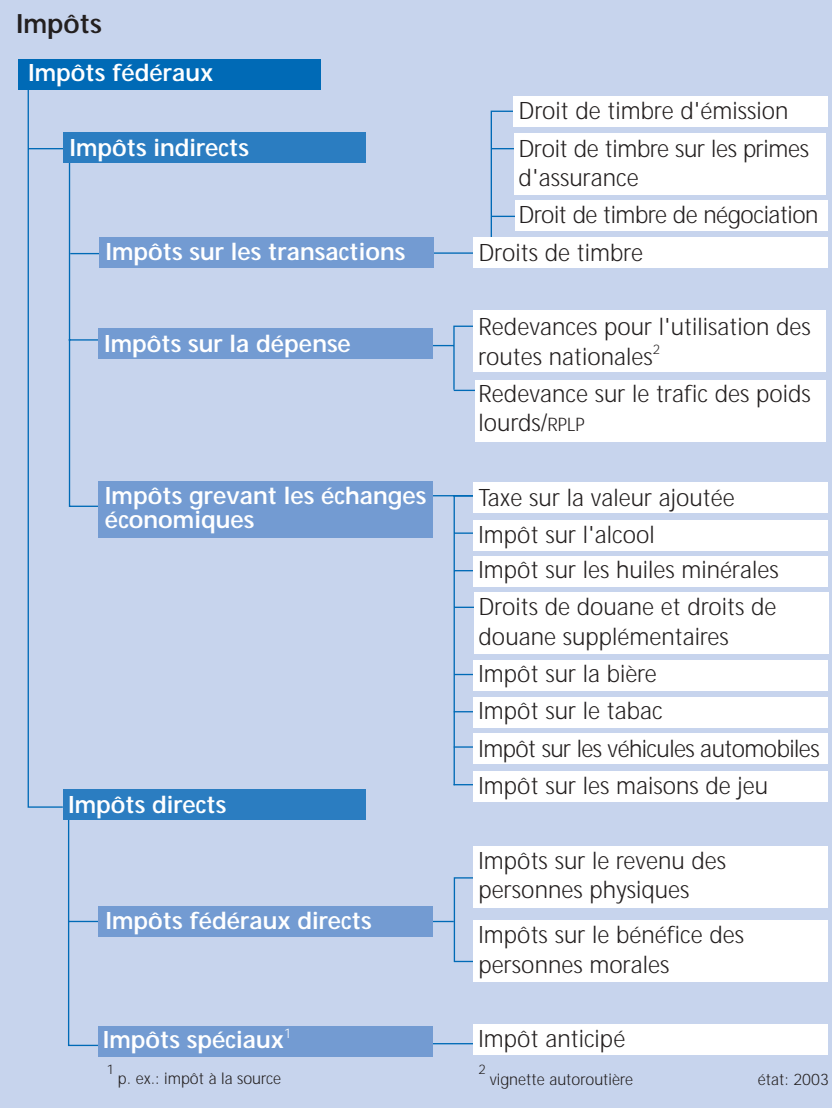 Impôts
Impôts fédéraux
Impôts indirects
Droit de timbre d'émission
Droit de timbre sur les primes
d'assurance
Droit de timbre de négociation
Impôts sur les transactions
Droits de timbre
Impôts sur la dépense
Redevances pour l'utilisation des
routes nationales²
Redevance sur le trafic des poids
lourds/RPLP
Impôts grevant les échanges
économiques
Taxe sur la valeur ajoutée
Impôt sur l'alcool
Impôt sur les huiles minérales
Droits de douane et droits de
douane supplémentaires
Impôt sur la bière
Impôt sur le tabac
Impôt sur les véhicules automobiles
Impôt sur les maisons de jeu
Impôts directs
Impôts fédéraux directs
Impôts sur le revenu des
personnes physiques
Impôts sur le bénéfice des
personnes morales
Impôts spéciaux¹
Impôt anticipé
¹ p. ex.: impôt à la source
² vignette autoroutière
état: 2003